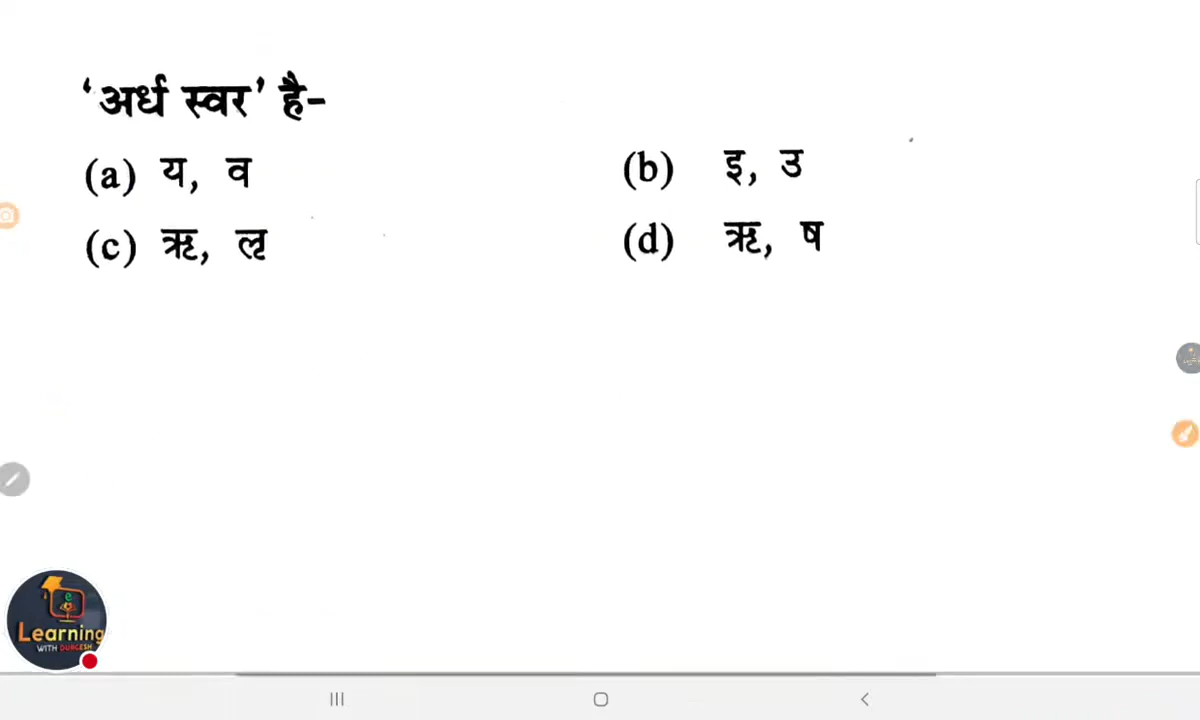 ‘अर्ध स्वर’ है-
(a) य, व
(b) इ, उ
(c) ऋ, ऌ
(d) ऋ, ष
e
Learning
WITH DURGESH